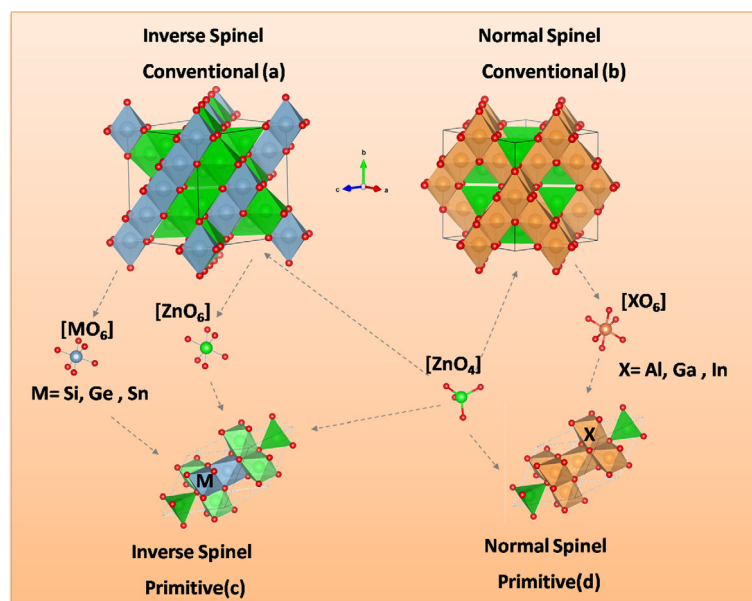 Inverse Spinel
Conventional (a)
Normal Spinel
Conventional (b)
b
c
a
[MO6]
[ZnO6]
[XO6]
[ZnO4]
M= Si, Ge , Sn
X= Al, Ga , In
M
X
Inverse Spinel
Primitive(c)
Normal Spinel
Primitive(d)